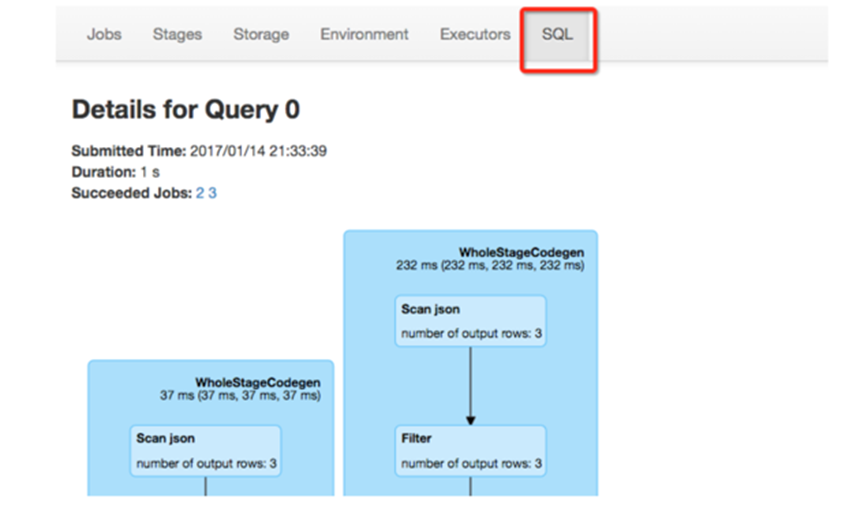 Jobs Stages Storage Environment Executors SQL
Details for Query 0
Submitted Time: 2017/01/14 21:33:39
Duration: 1 s
Succeeded Jobs: 2 3
WholeStageCodegen
232 ms (232 ms, 232 ms, 232 ms)
Scan json
number of output rows: 3
WholeStageCodegen
37 ms (37 ms, 37 ms, 37 ms)
Scan json
number of output rows: 3
Filter
number of output rows: 3